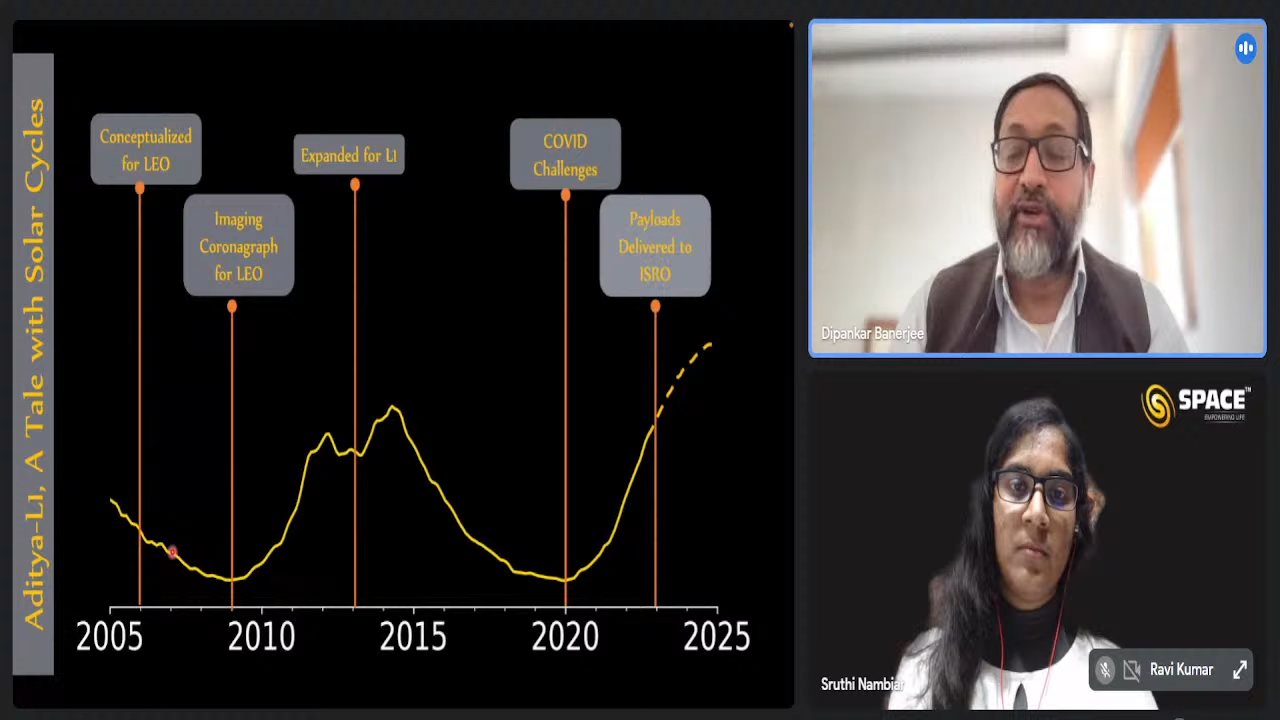 Aditya-L1, A Tale with Solar Cycles
Conceptualized
for LEO
Imaging
Coronagraph
for LEO
Expanded for L1
COVID
Challenges
Payloads
Delivered to
ISRO
2005
2010
2015
2020
2025
Dipankar Banerjee
SPACE™
EMPOWERING LIFE
Sruthi Nambiar
Ravi Kumar